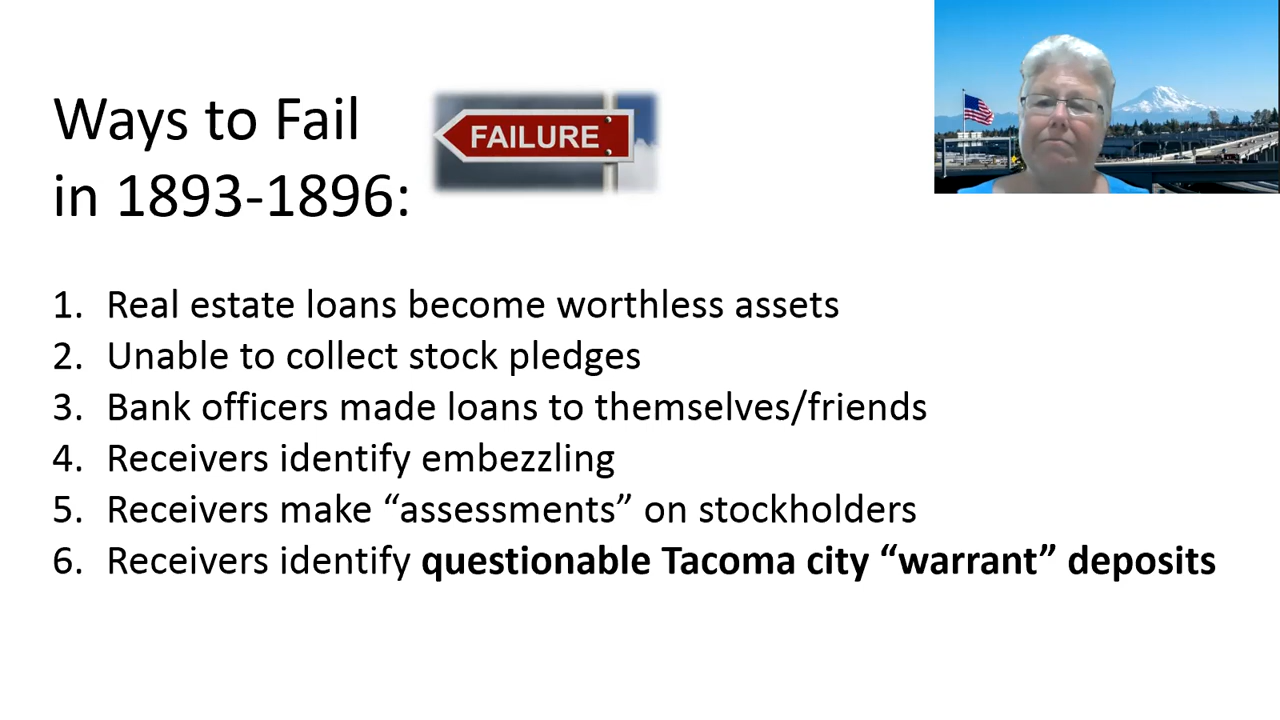 Ways to Fail
in 1893-1896:
FAILURE
1. Real estate loans become worthless assets
2. Unable to collect stock pledges
3. Bank officers made loans to themselves/friends
4. Receivers identify embezzling
5. Receivers make “assessments” on stockholders
6. Receivers identify questionable Tacoma city “warrant” deposits